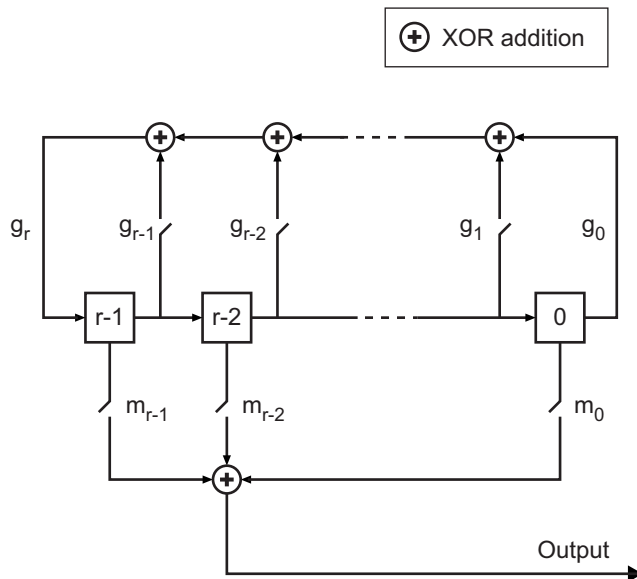 XOR addition
g_r
g_{r-1}
g_{r-2}
g_1
g_0
r-1
r-2
0
m_{r-1}
m_{r-2}
m_0
Output